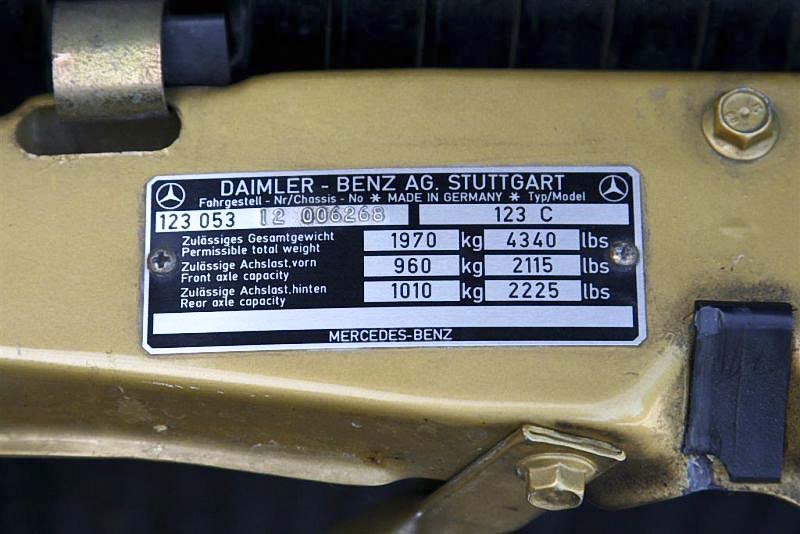 DAIMLER - BENZ AG. STUTTGART
Fahrgestell - Nr/Chassis - No * MADE IN GERMANY * Typ/Model
123 053 12 006268 123 C
Zulässiges Gesamtgewicht
Permissible total weight
1970 kg 4340 lbs
Zulässige Achslast,vorn
Front axle capacity
960 kg 2115 lbs
Zulässige Achslast,hinten
Rear axle capacity
1010 kg 2225 lbs
MERCEDES-BENZ